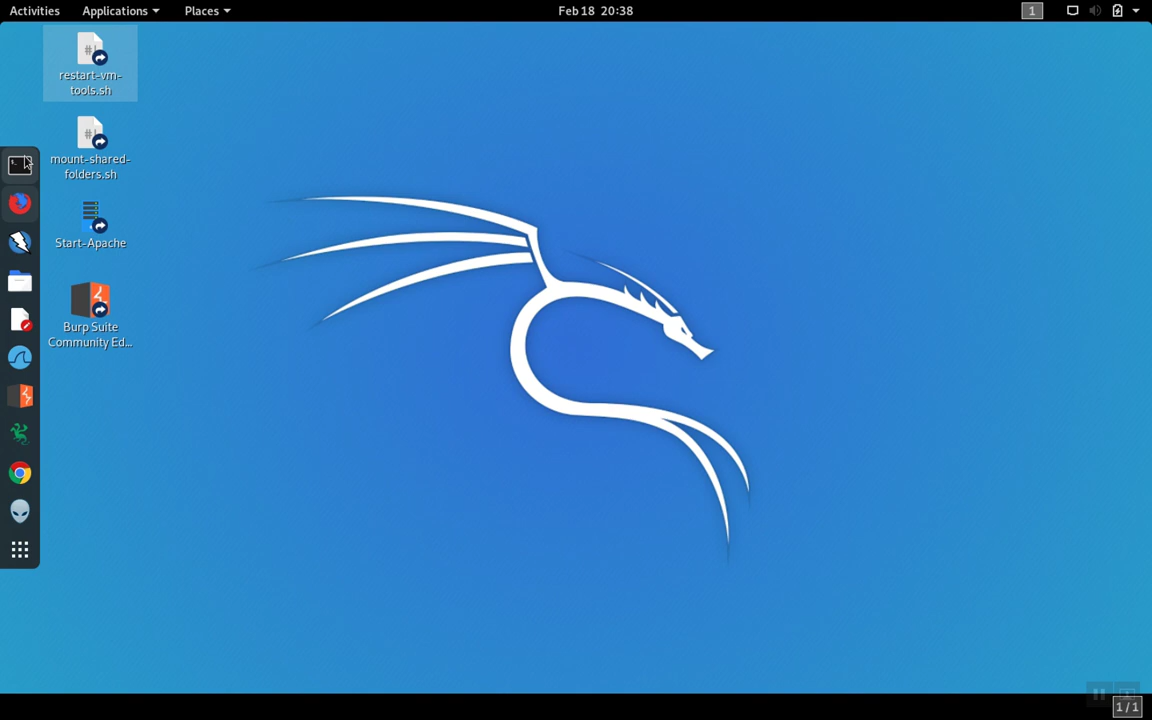 Activities Applications Places Feb 18 20:38 1
restart-vm-
tools.sh
mount-shared-
folders.sh
Start-Apache
Burp Suite
Community Ed...
1/1